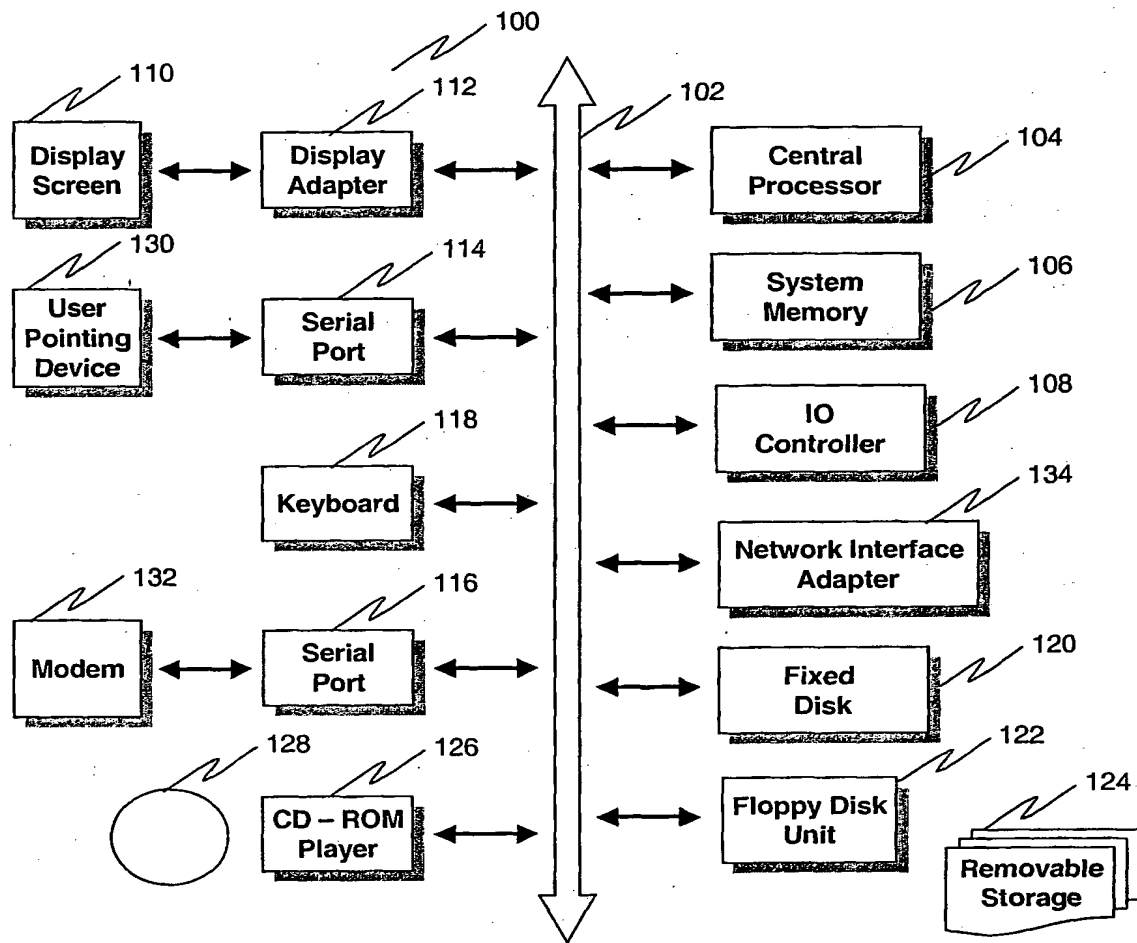 100
110
112
102
Display
Screen
Display
Adapter
Central
Processor
104
130
114
User
Pointing
Device
Serial
Port
System
Memory
106
118
Keyboard
IO
Controller
108
134
Network Interface
Adapter
132
116
Modem
Serial
Port
Fixed
Disk
120
128
126
CD – ROM
Player
122
Floppy Disk
Unit
124
Removable
Storage